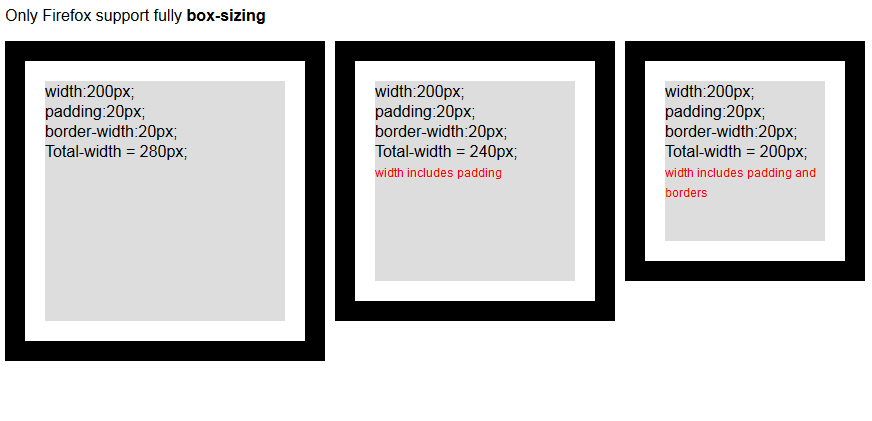 Only Firefox support fully box-sizing
width:200px;
padding:20px;
border-width:20px;
Total-width = 280px;
width:200px;
padding:20px;
border-width:20px;
Total-width = 240px;
width includes padding
width:200px;
padding:20px;
border-width:20px;
Total-width = 200px;
width includes padding and
borders